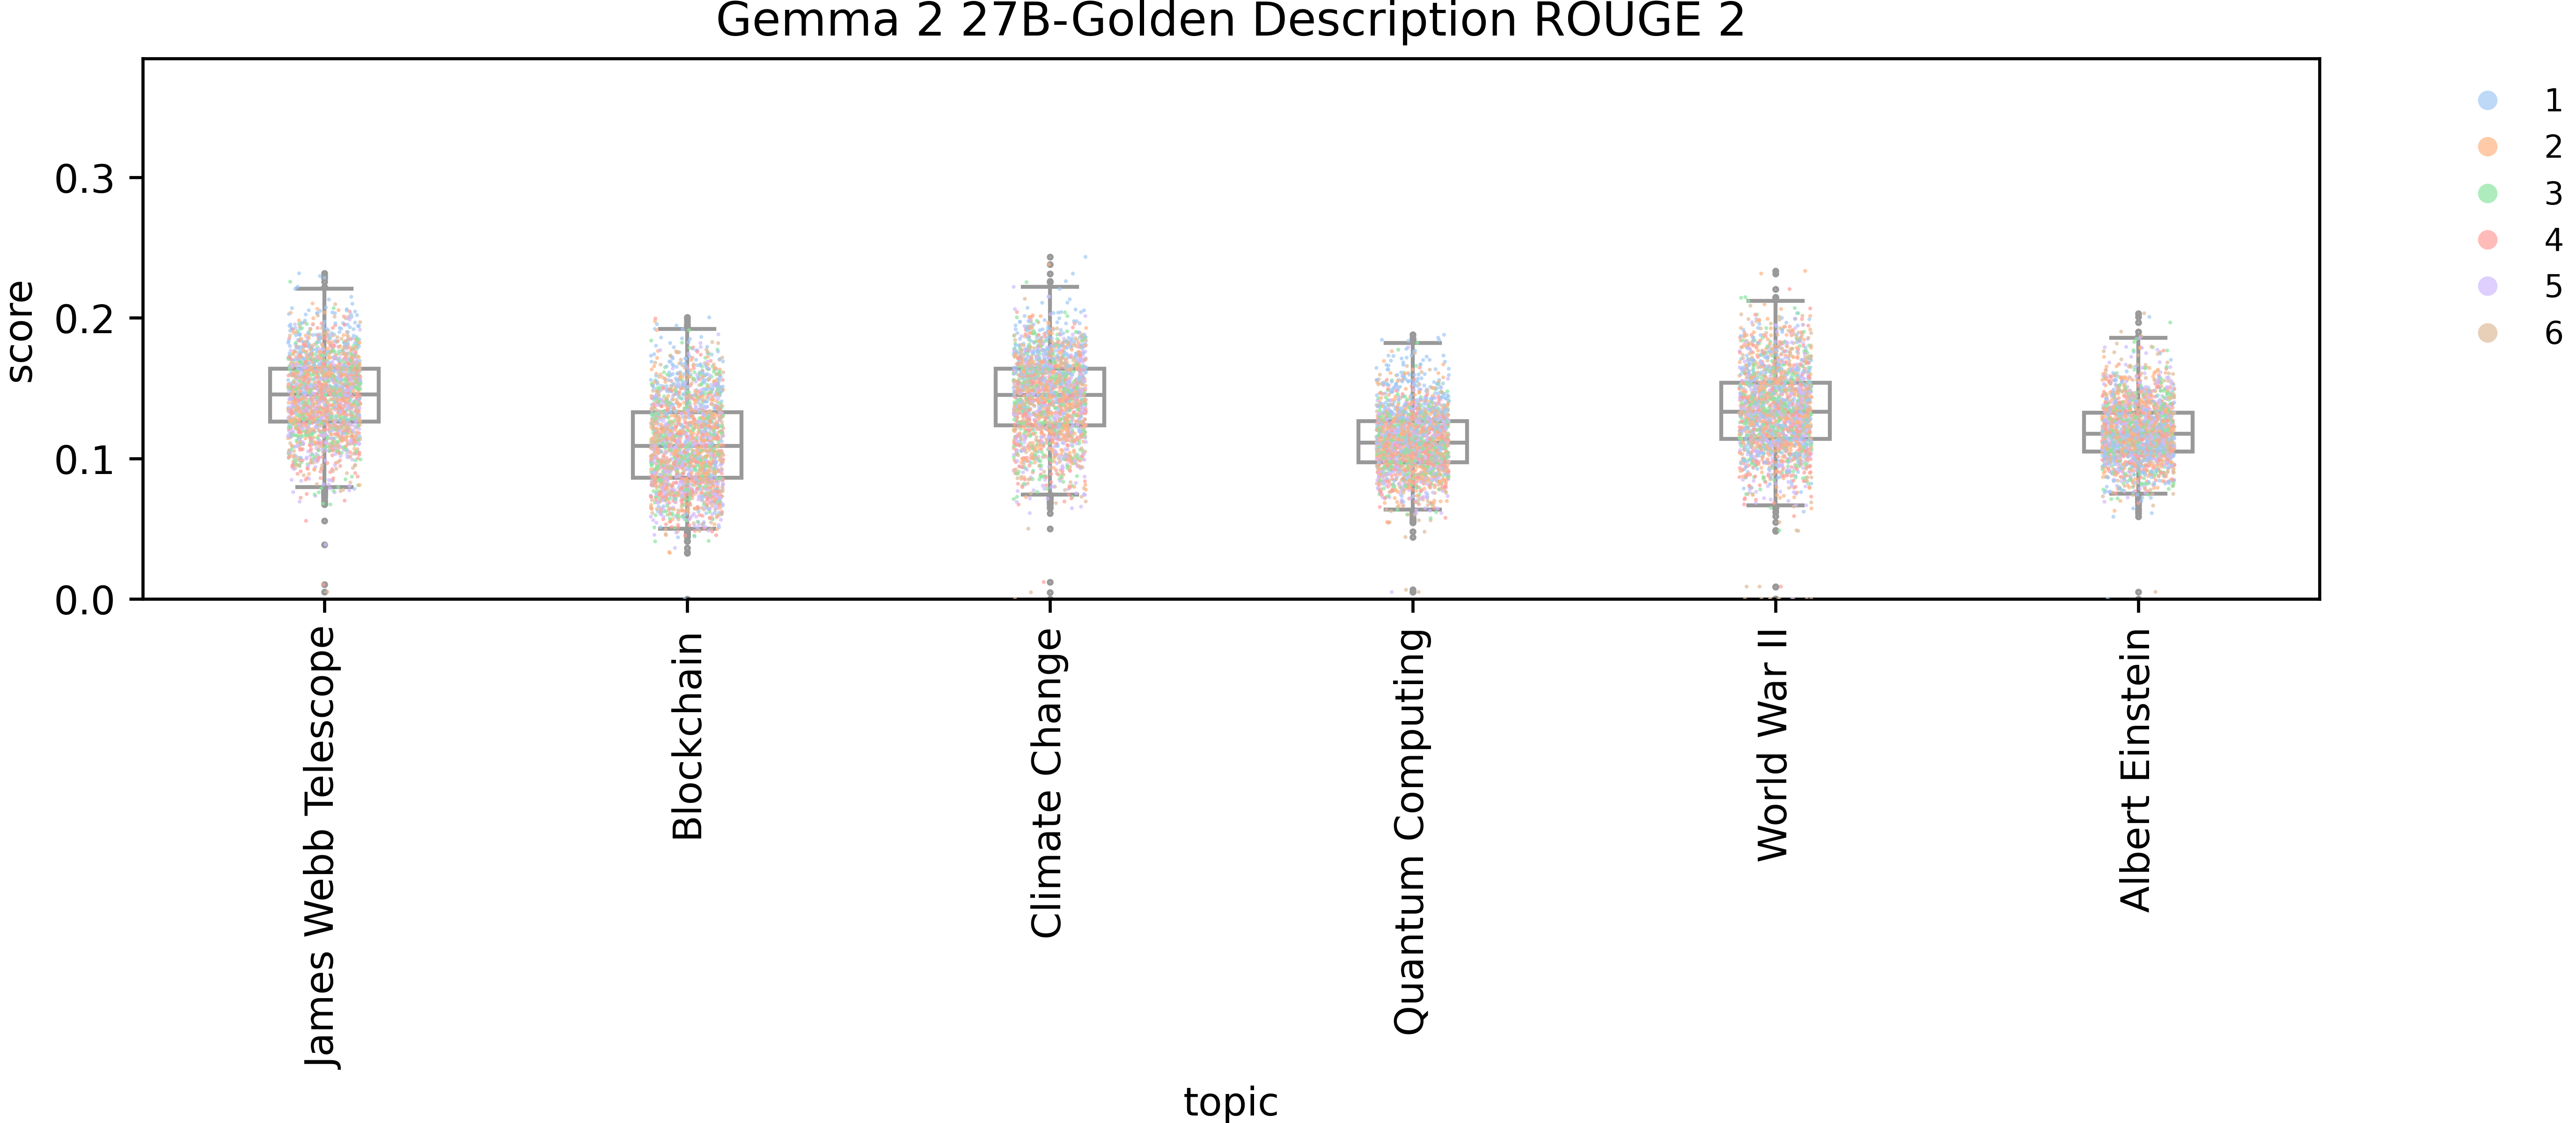 Gemma 2 27B-Golden Description ROUGE 2
score
0.3
0.2
0.1
0.0
James Webb Telescope
Blockchain
Climate Change
Quantum Computing
World War II
Albert Einstein
topic
1
2
3
4
5
6